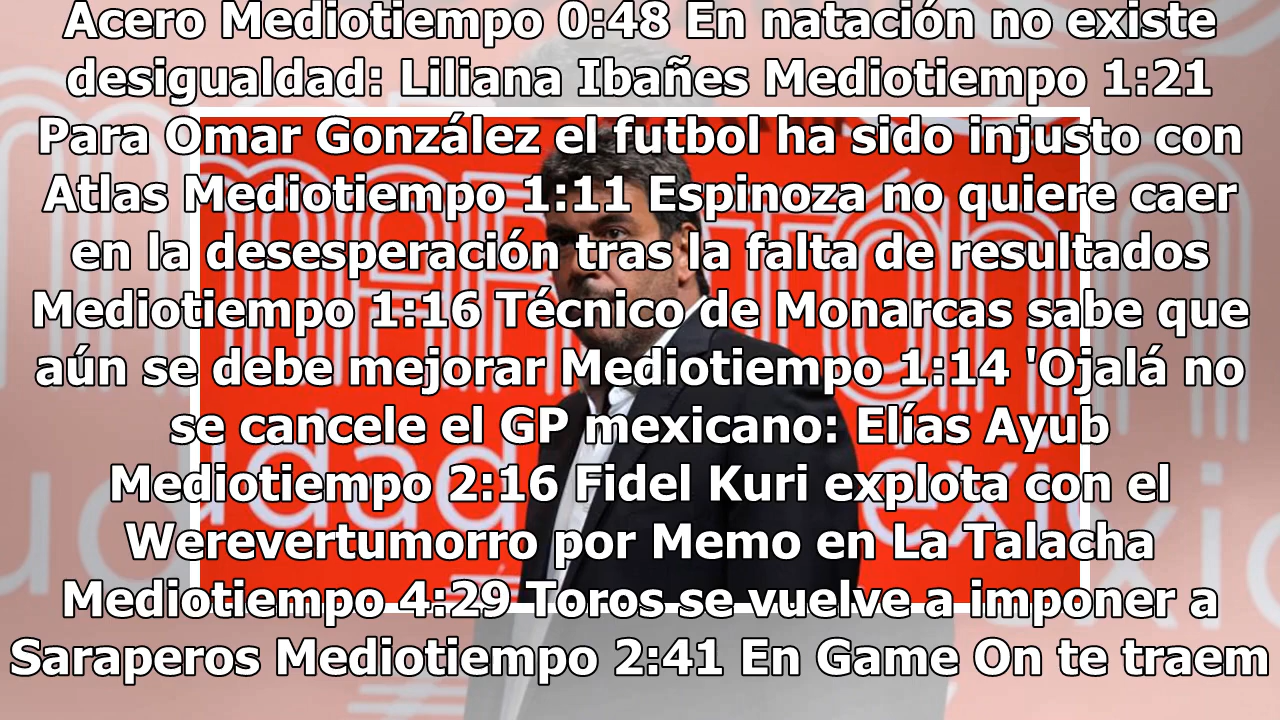 Acero Mediotiempo 0:48 En natación no existe
desigualdad: Liliana Ibañes Mediotiempo 1:21
Para Omar González el futbol ha sido injusto con
Atlas Mediotiempo 1:11 Espinoza no quiere caer
en la desesperación tras la falta de resultados
Mediotiempo 1:16 Técnico de Monarcas sabe que
aún se debe mejorar Mediotiempo 1:14 'Ojalá no
se cancele el GP mexicano: Elías Ayub
Mediotiempo 2:16 Fidel Kuri explota con el
Werevertumorro por Memo en La Talacha
Mediotiempo 4:29 Toros se vuelve a imponer a
Saraperos Mediotiempo 2:41 En Game On te traem